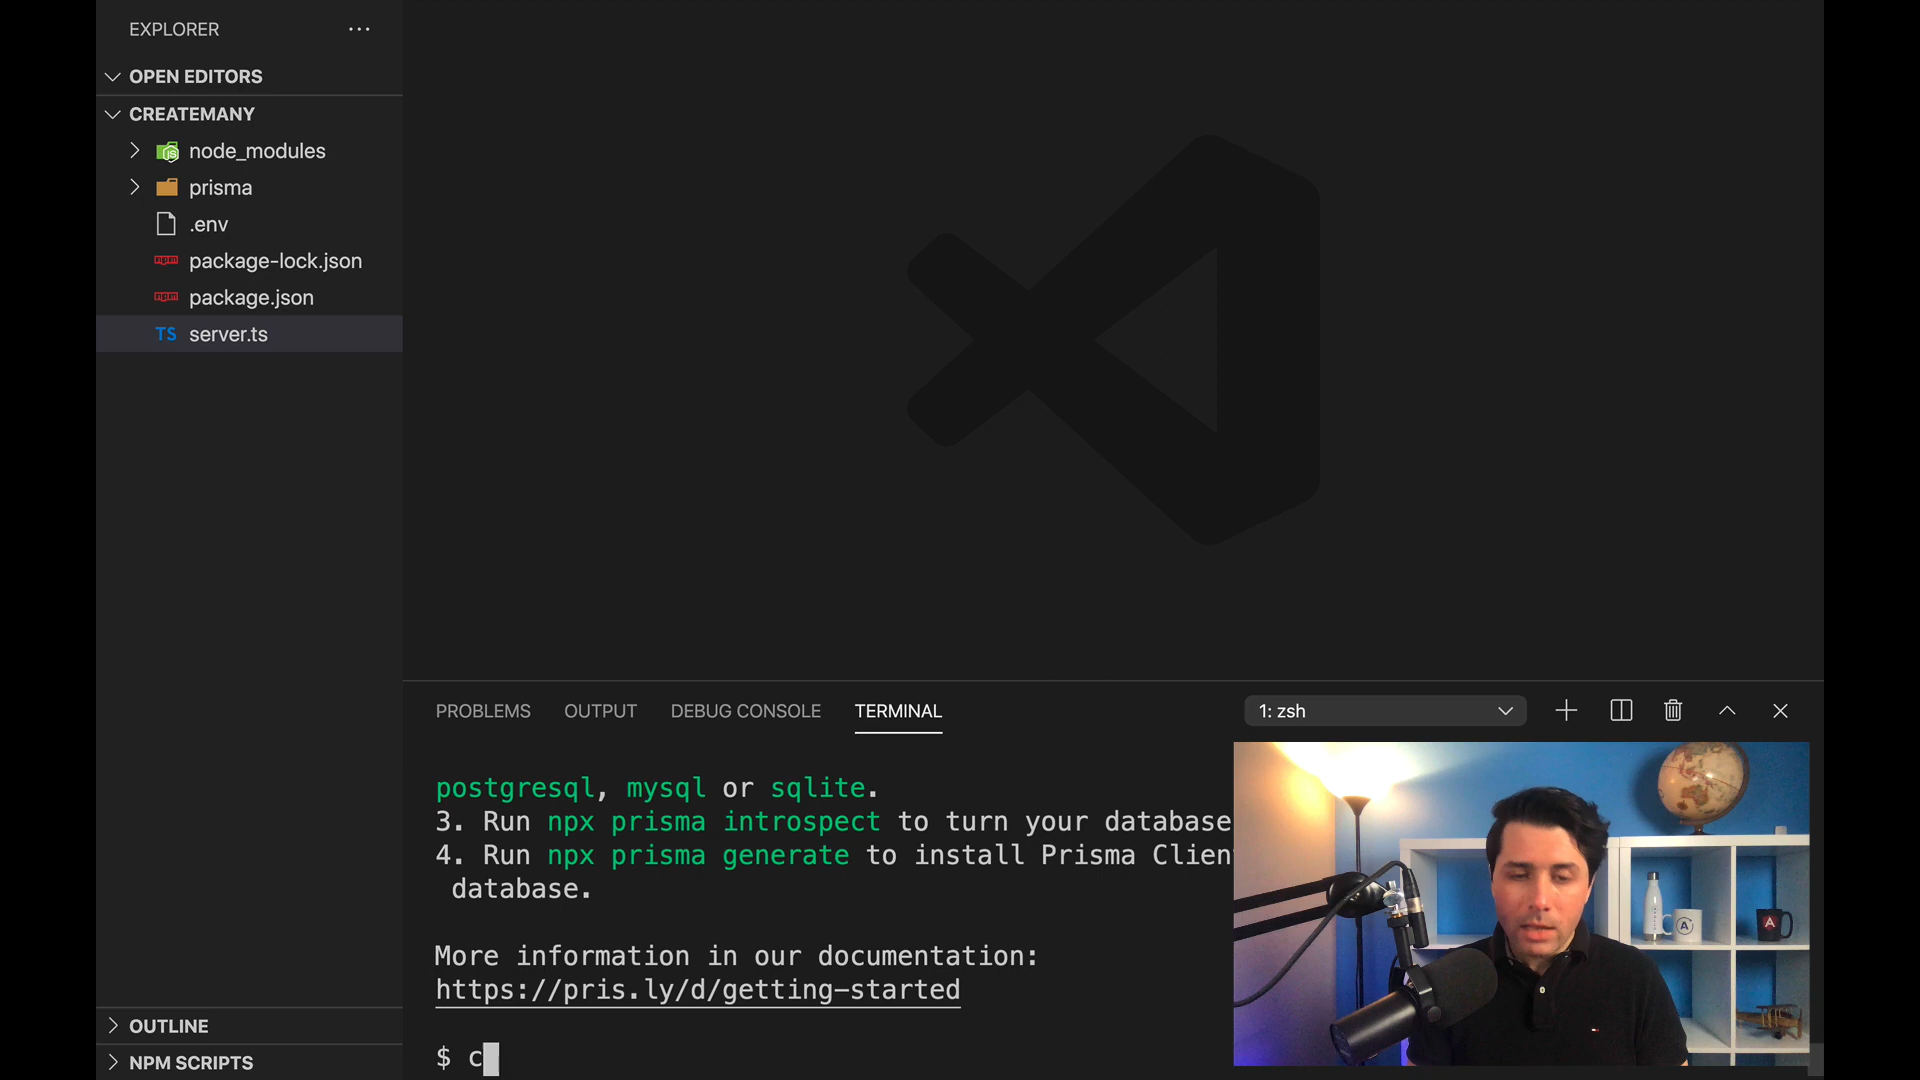 EXPLORER
OPEN EDITORS
CREATEMANY
node_modules
prisma
.env
package-lock.json
package.json
TS server.ts
OUTLINE
NPM SCRIPTS
PROBLEMS OUTPUT DEBUG CONSOLE TERMINAL
1: zsh
postgresql, mysql or sqlite.
3. Run npx prisma introspect to turn your database
4. Run npx prisma generate to install Prisma Clien
database.
More information in our documentation:
https://pris.ly/d/getting-started
$ c